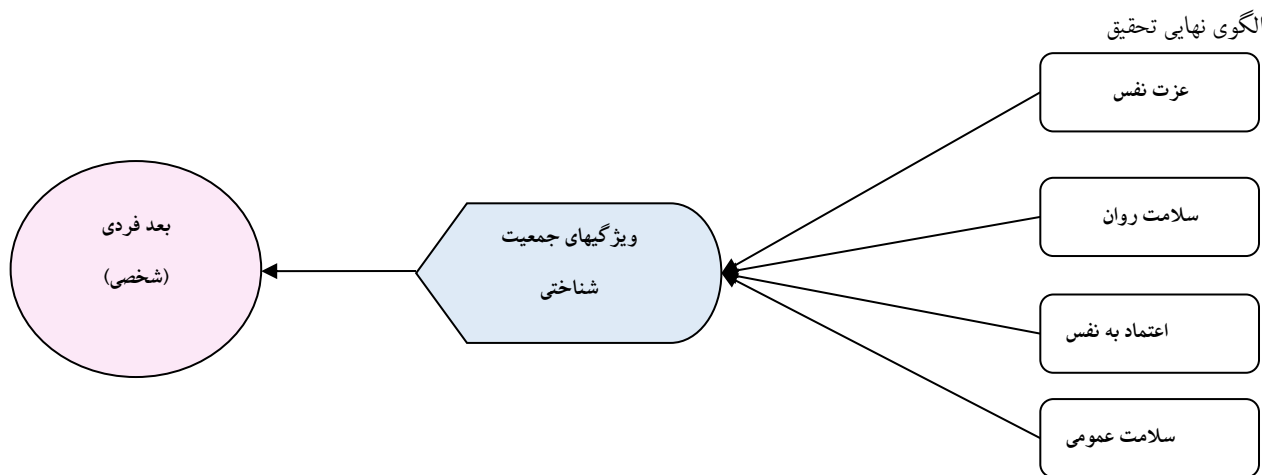 الگوی نهایی تحقیق
عزت نفس
سلامت روان
اعتماد به نفس
سلامت عمومی
ویژگیهای جمعیت
شناختی
بعد فردی
(شخصی)